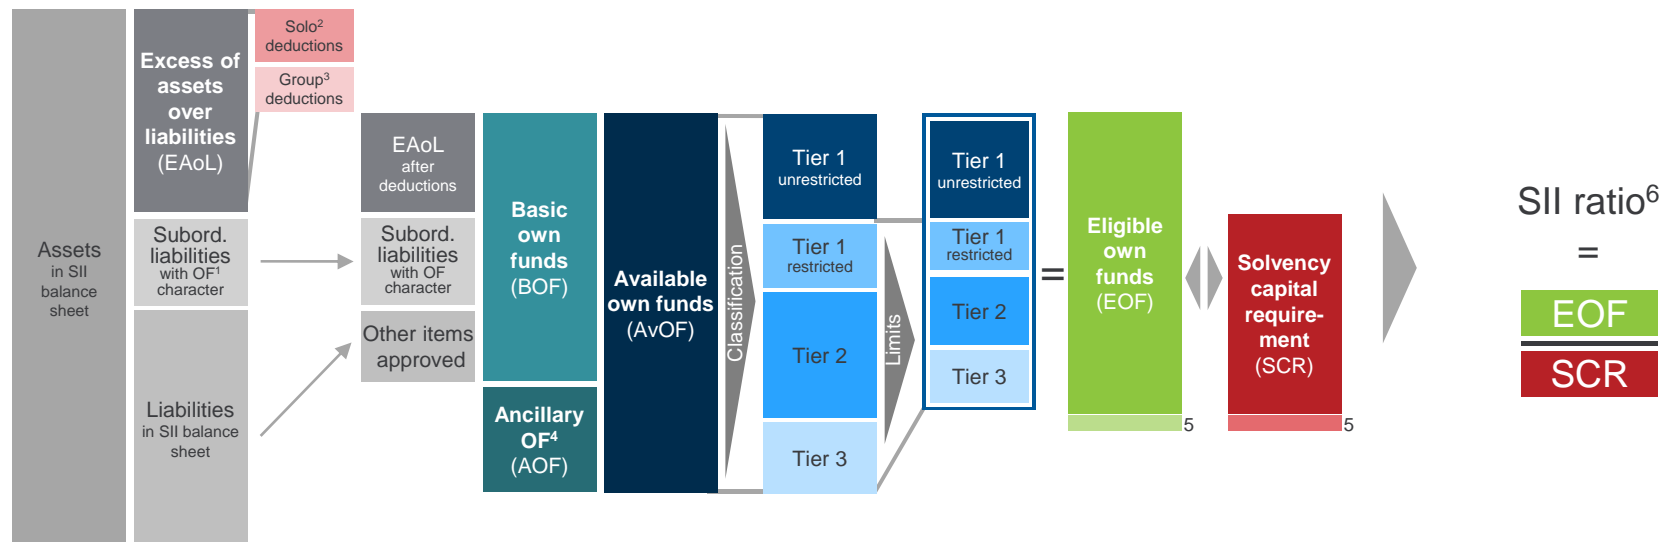 Assets
in SII
balance
sheet
Excess of
assets
over
liabilities
(EAoL)
Subord.
liabilities
with OF¹
character
Liabilities
in SII balance
sheet
Solo²
deductions
Group³
deductions
EAoL
after
deductions
Subord.
liabilities
with OF
character
Other items
approved
Basic
own
funds
(BOF)
Ancillary
OF⁴
(AOF)
Available
own funds
(AvOF)
Classification
Tier 1
unrestricted
Tier 1
restricted
Tier 2
Tier 3
Limits
Tier 1
unrestricted
Tier 1
restricted
Tier 2
Tier 3
=
Eligible
own
funds
(EOF)
5
Solvency
capital
require-
ment
(SCR)
5
SII ratio⁶
=
EOF
SCR